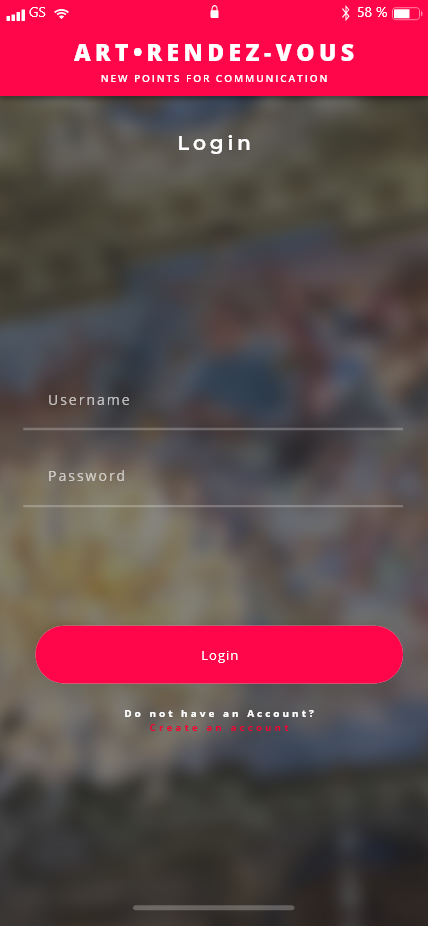 GS 58 %
ART•RENDEZ-VOUS
NEW POINTS FOR COMMUNICATION
Login
Username
Password
Login
Do not have an Account?
Create an account